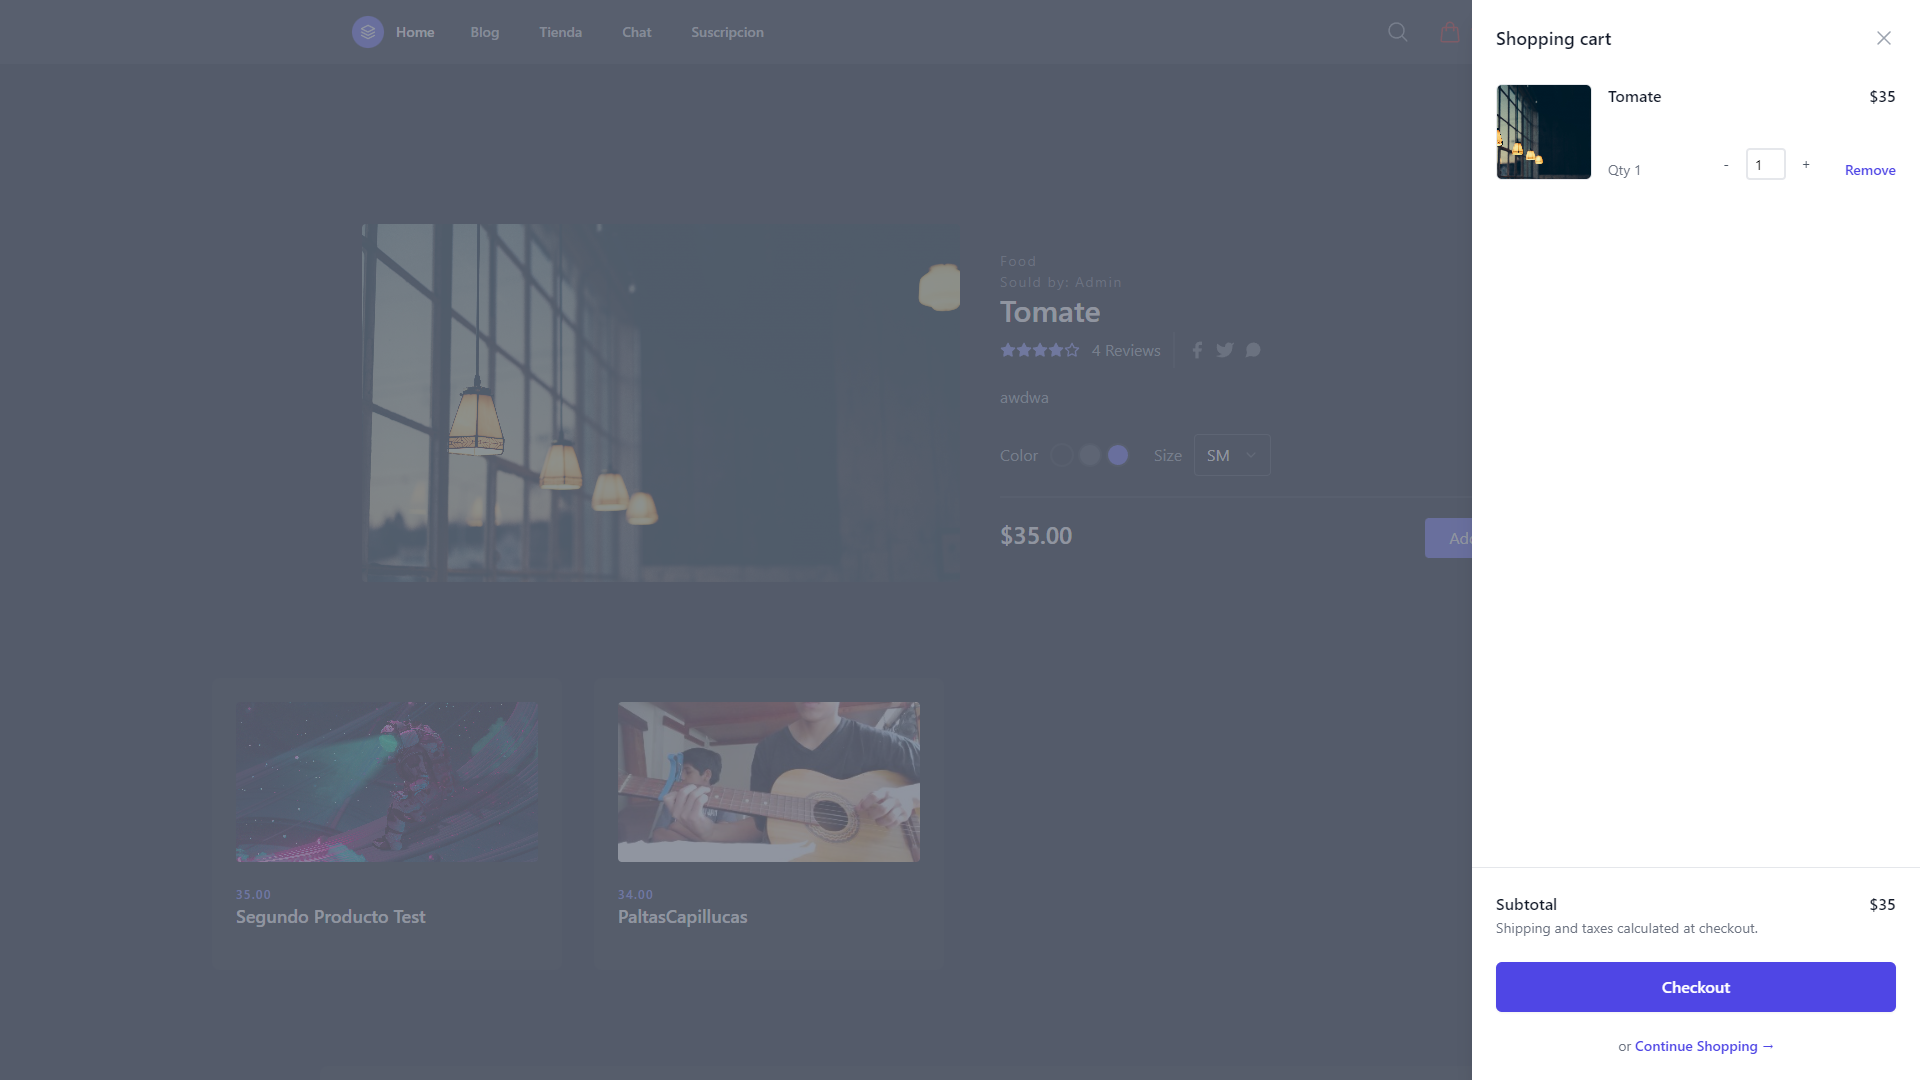 Home Blog Tienda Chat Suscripcion
Food
Sould by: Admin
Tomate
4 Reviews
awdwa
Color Size SM
$35.00
35.00
Segundo Producto Test
34.00
PaltasCapillucas
Shopping cart
Tomate $35
Qty 1 - 1 + Remove
Subtotal $35
Shipping and taxes calculated at checkout.
Checkout
or Continue Shopping →